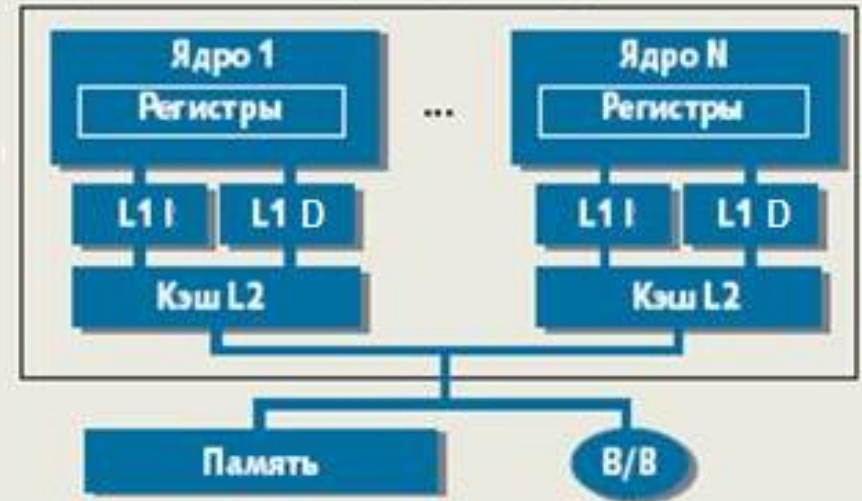 Ядро 1
Регистры
L1 I
L1 D
Кэш L2
...
Ядро N
Регистры
L1 I
L1 D
Кэш L2
Память
В/В